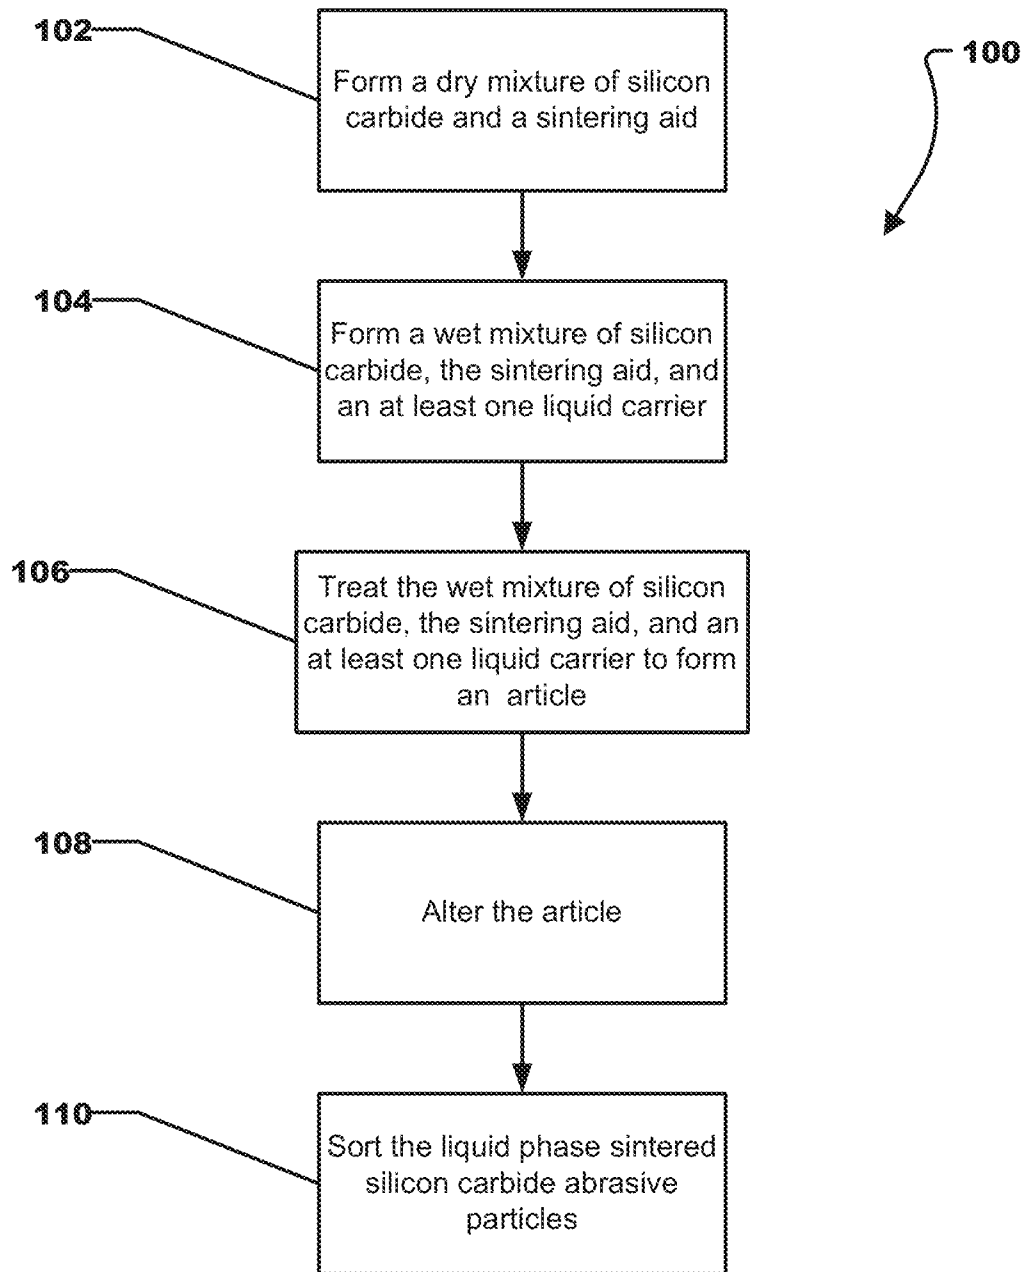 102
100
Form a dry mixture of silicon
carbide and a sintering aid
104
Form a wet mixture of silicon
carbide, the sintering aid, and
an at least one liquid carrier
106
Treat the wet mixture of silicon
carbide, the sintering aid, and an
at least one liquid carrier to form
an article
108
Alter the article
110
Sort the liquid phase sintered
silicon carbide abrasive
particles